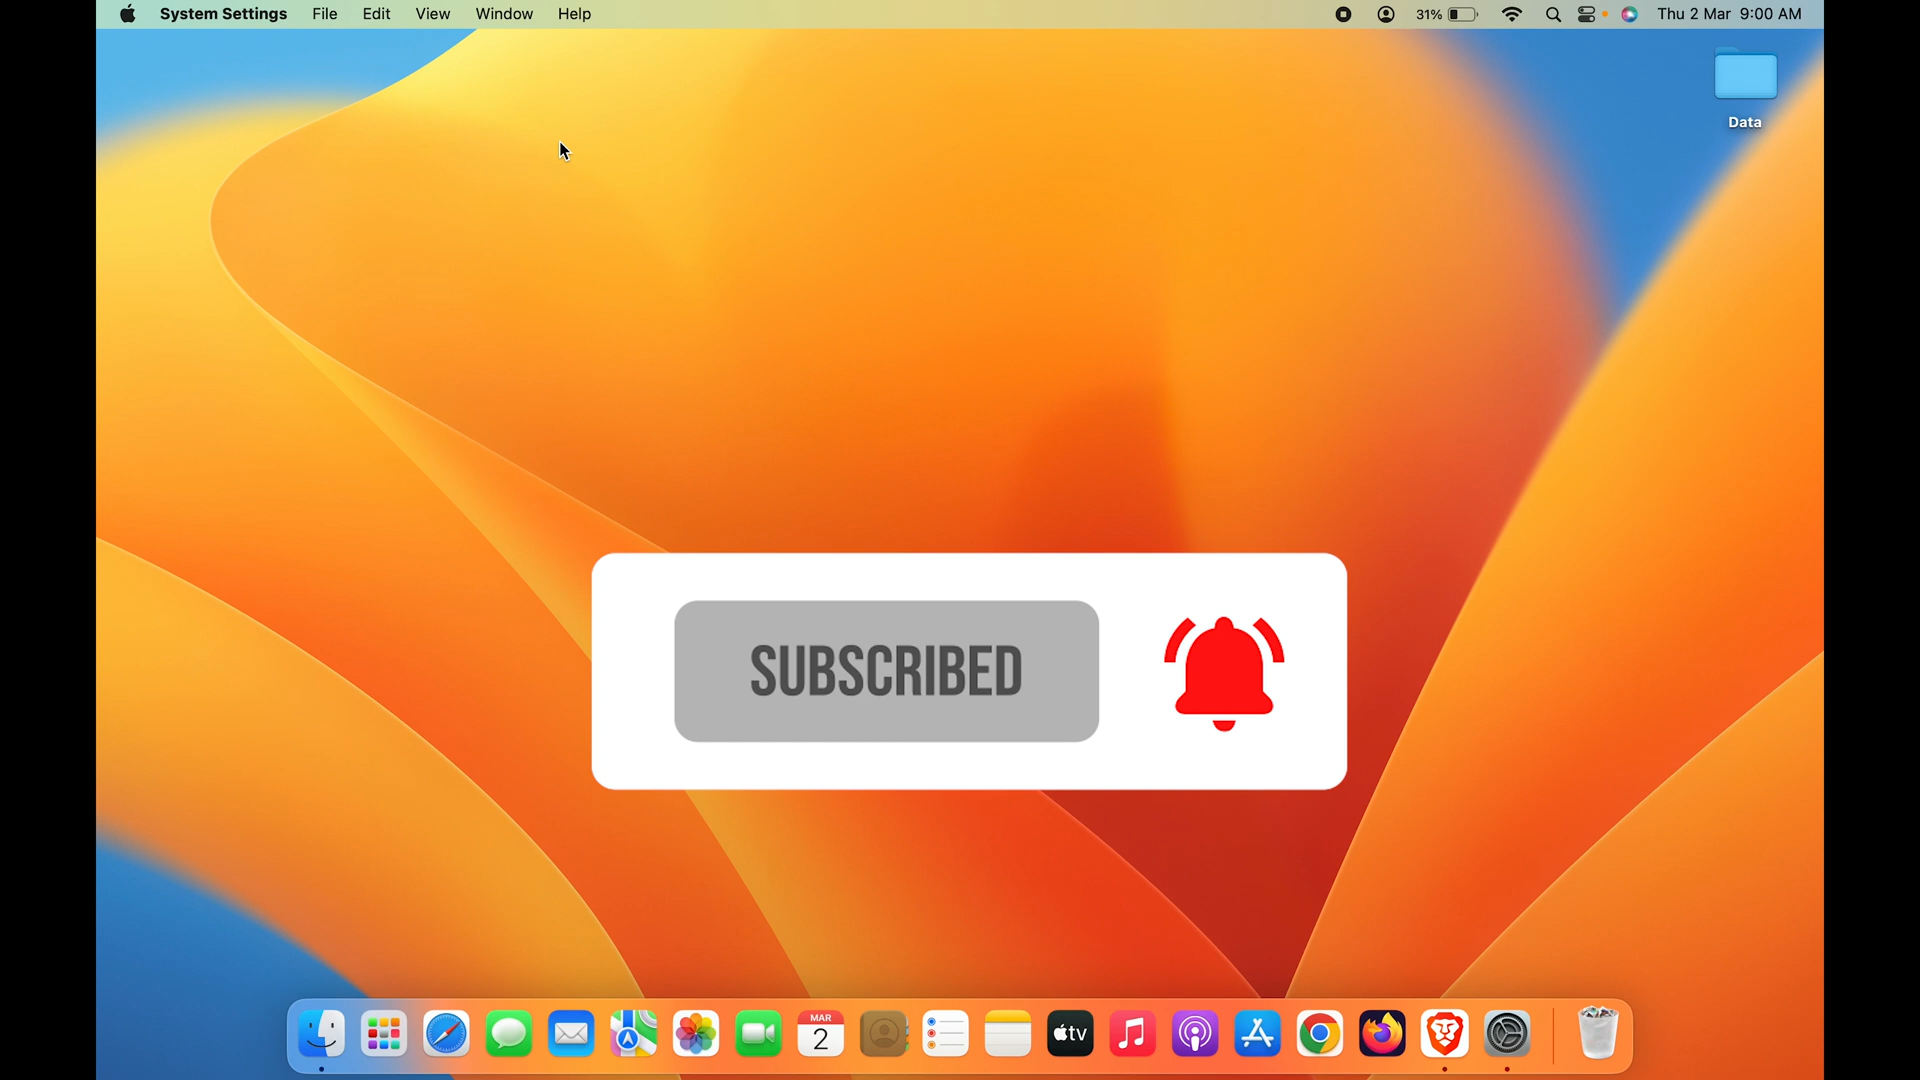 System Settings File Edit View Window Help 31% Thu 2 Mar 9:00 AM
Data
SUBSCRIBED
MAR
2
tv